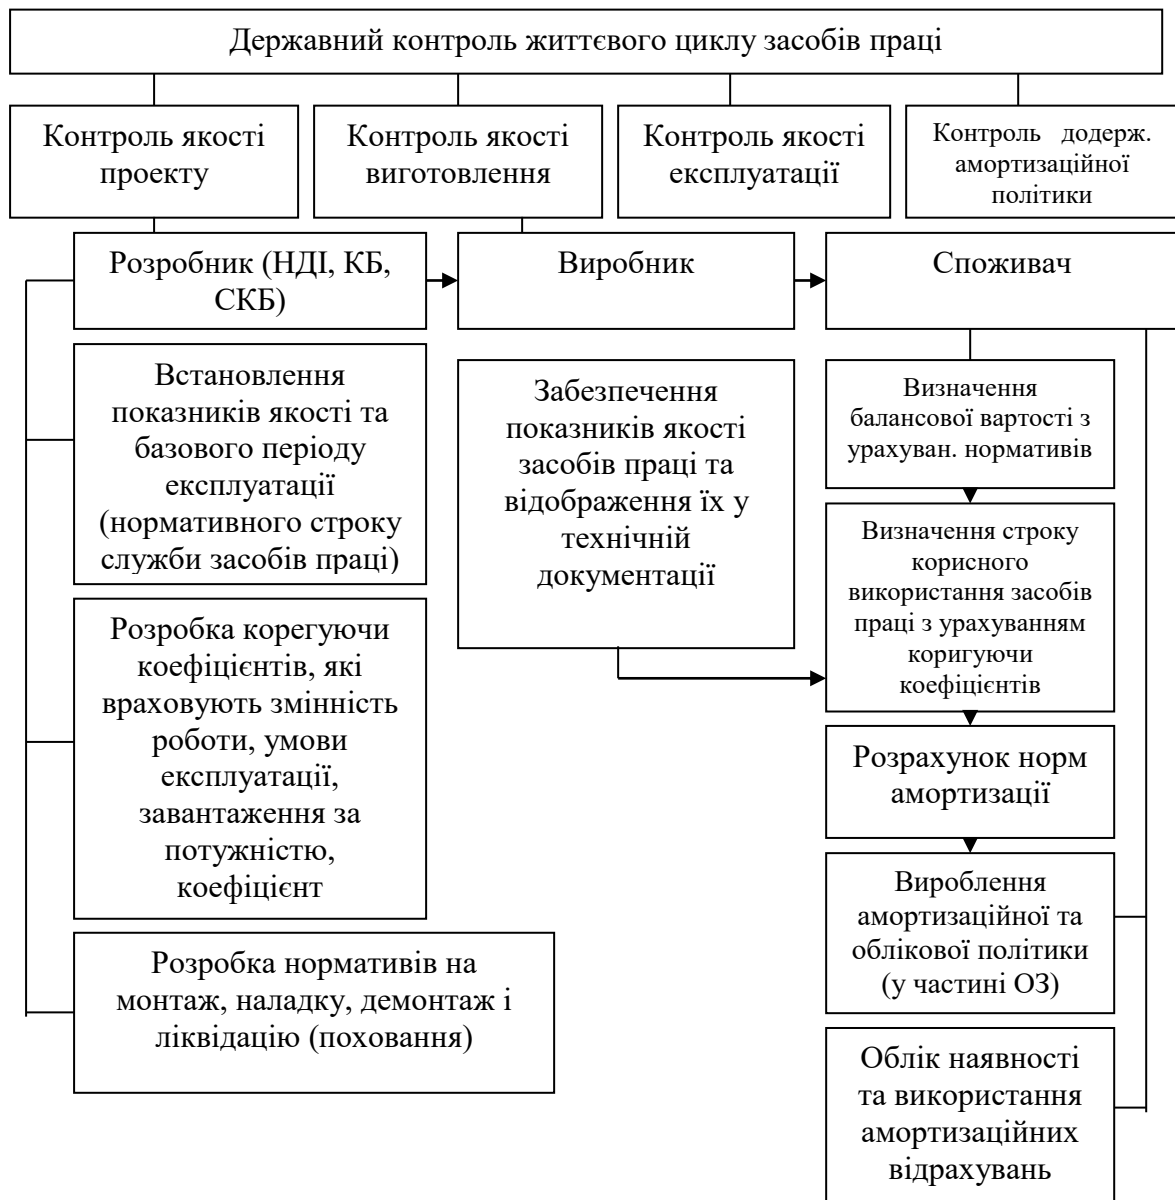 Державний контроль життєвого циклу засобів праці
Контроль якості
проекту
Контроль якості
виготовлення
Контроль якості
експлуатації
Контроль додерж.
амортизаційної
політики
Розробник (НДІ, КБ,
СКБ)
Виробник
Споживач
Встановлення
показників якості та
базового періоду
експлуатації
(нормативного строку
служби засобів праці)
Розробка корегуючи
коефіцієнтів, які
враховують змінність
роботи, умови
експлуатації,
завантаження за
потужністю,
коефіцієнт
Розробка нормативів на
монтаж, наладку, демонтаж і
ліквідацію (поховання)
Забезпечення
показників якості
засобів праці та
відображення їх у
технічній
документації
Визначення
балансової вартості з
урахуван. нормативів
Визначення строку
корисного
використання засобів
праці з урахуванням
коригуючи
коефіцієнтів
Розрахунок норм
амортизації
Вироблення
амортизаційної та
облікової політики
(у частині ОЗ)
Облік наявності
та використання
амортизаційних
відрахувань